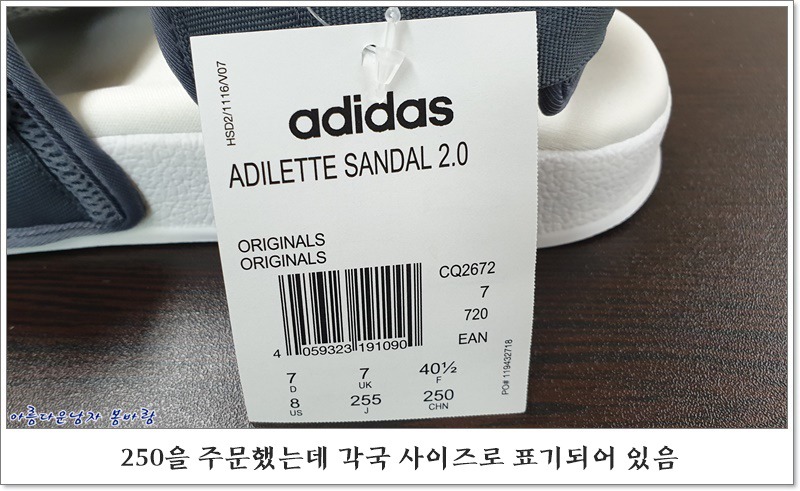 HSD2/1116/V07
adidas
ADILETTE SANDAL 2.0
ORIGINALS
ORIGINALS
CQ2672
7
720
EAN
4 059323 191090
7 7 40½
D UK F
8 255 250
US J CHN
PO# 119432718
아름다운남자 봉바람
250을 주문했는데 각국 사이즈로 표기되어 있음